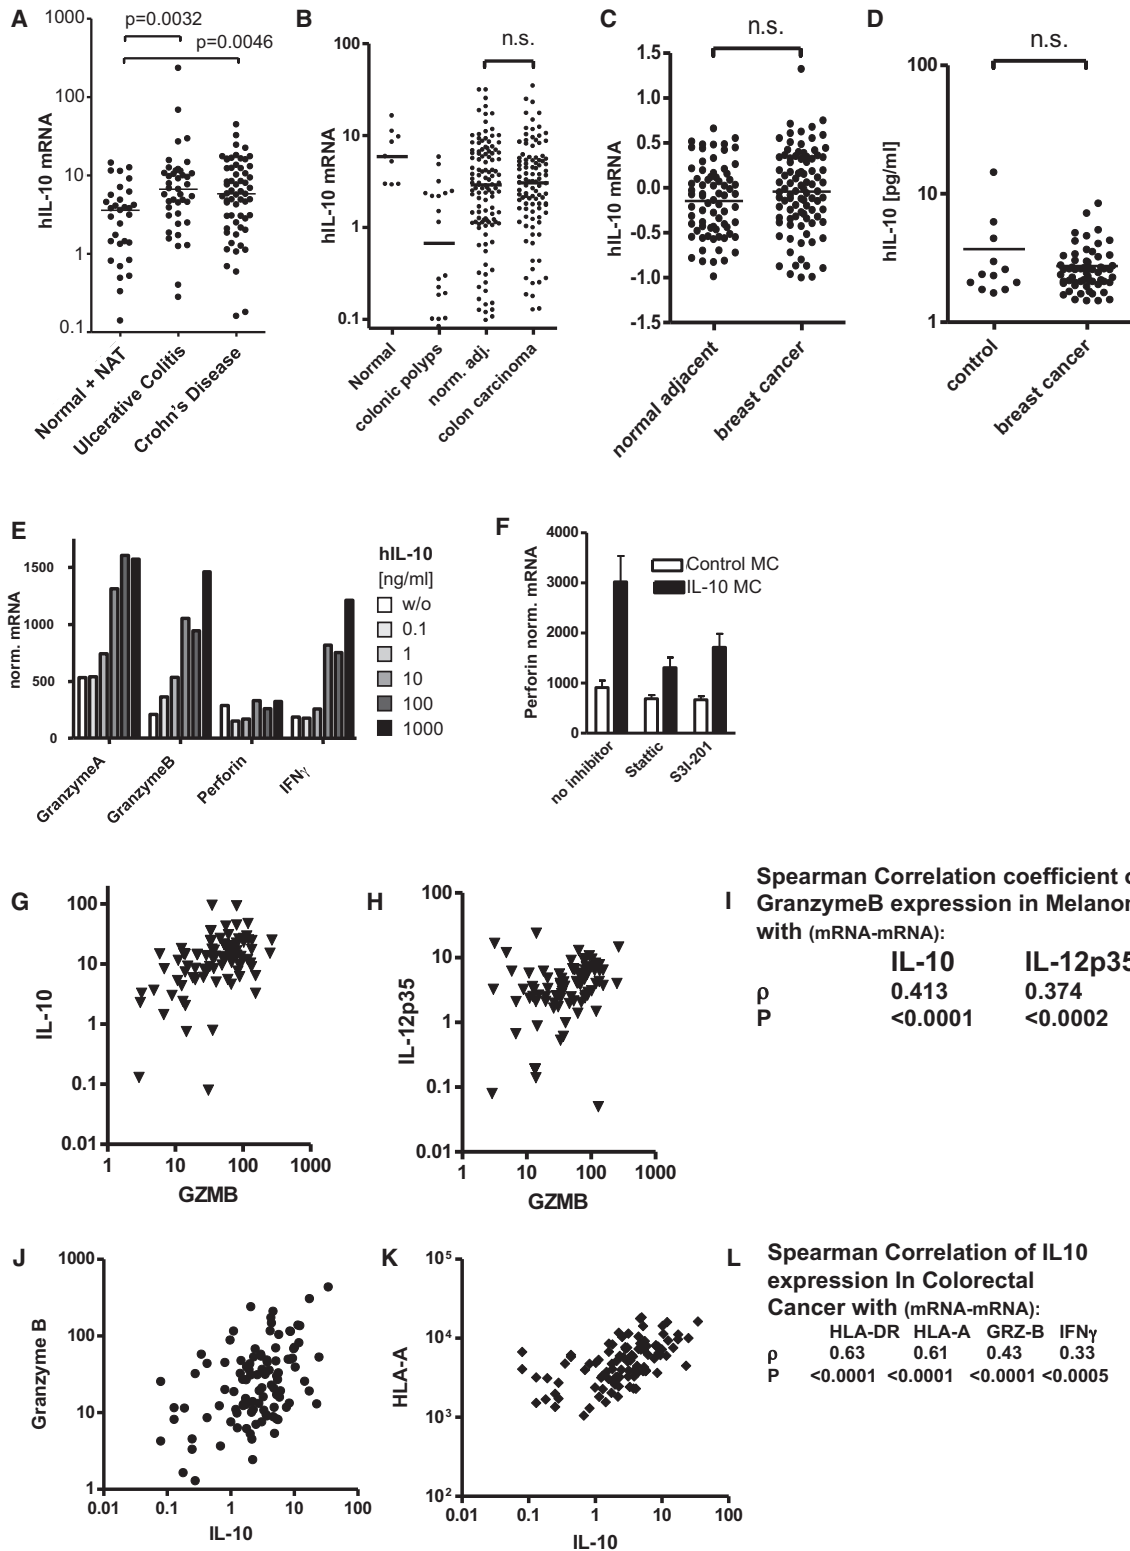 A
p=0.0032
p=0.0046
hIL-10 mRNA
1000
100
10
1
0.1
Normal + NAT
Ulcerative Colitis
Crohn's Disease
B
n.s.
hIL-10 mRNA
100
10
1
0.1
Normal
colonic polyps
norm. adj.
colon carcinoma
C
n.s.
hIL-10 mRNA
1.5
1.0
0.5
0.0
-0.5
-1.0
-1.5
normal adjacent
breast cancer
D
n.s.
hIL-10 [pg/ml]
100
10
1
control
breast cancer
E
norm. mRNA
1500
1000
500
0
GranzymeA
GranzymeB
Perforin
IFNγ
hIL-10
[ng/ml]
w/o
0.1
1
10
100
1000
F
Perforin norm. mRNA
4000
3000
2000
1000
0
Control MC
IL-10 MC
no inhibitor
Stattic
S3I-201
G
IL-10
100
10
1
0.1
0.01
1 10 100 1000
GZMB
H
IL-12p35
100
10
1
0.1
0.01
1 10 100 1000
GZMB
I
Spearman Correlation coefficient
GranzymeB expression in
with (mRNA-mRNA):
IL-10 IL-12p35
ρ 0.413 0.374
P <0.0001 <0.0002
J
Granzyme B
1000
100
10
1
0.01 0.1 1 10 100
IL-10
K
HLA-A
10⁵
10⁴
10³
10²
0.01 0.1 1 10 100
IL-10
L
Spearman Correlation of IL10
expression In Colorectal
Cancer with (mRNA-mRNA):
HLA-DR HLA-A GRZ-B IFNγ
ρ 0.63 0.61 0.43 0.33
P <0.0001 <0.0001 <0.0001 <0.0005